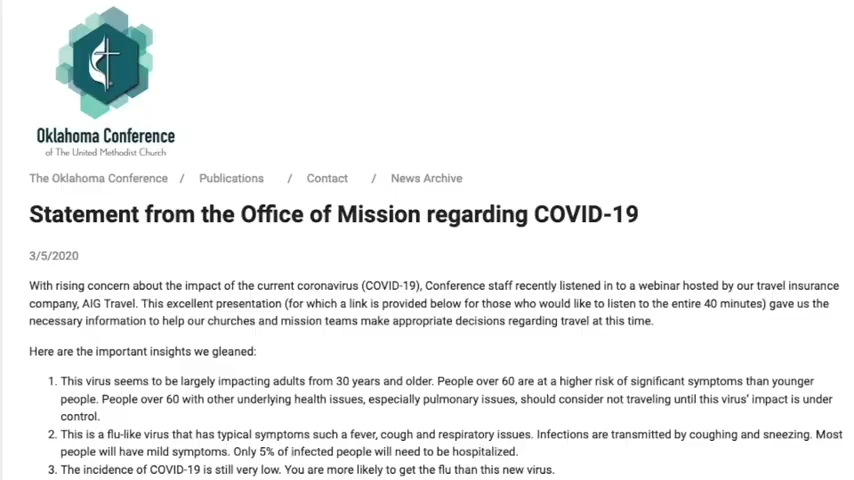 Oklahoma Conference
of The United Methodist Church
The Oklahoma Conference / Publications / Contact / News Archive
Statement from the Office of Mission regarding COVID-19
3/5/2020
With rising concern about the impact of the current coronavirus (COVID-19), Conference staff recently listened in to a webinar hosted by our travel insurance
company, AIG Travel. This excellent presentation (for which a link is provided below for those who would like to listen to the entire 40 minutes) gave us the
necessary information to help our churches and mission teams make appropriate decisions regarding travel at this time.
Here are the important insights we gleaned:
1. This virus seems to be largely impacting adults from 30 years and older. People over 60 are at a higher risk of significant symptoms than younger
people. People over 60 with other underlying health issues, especially pulmonary issues, should consider not traveling until this virus' impact is under
control.
2. This is a flu-like virus that has typical symptoms such a fever, cough and respiratory issues. Infections are transmitted by coughing and sneezing. Most
people will have mild symptoms. Only 5% of infected people will need to be hospitalized.
3. The incidence of COVID-19 is still very low. You are more likely to get the flu than this new virus.